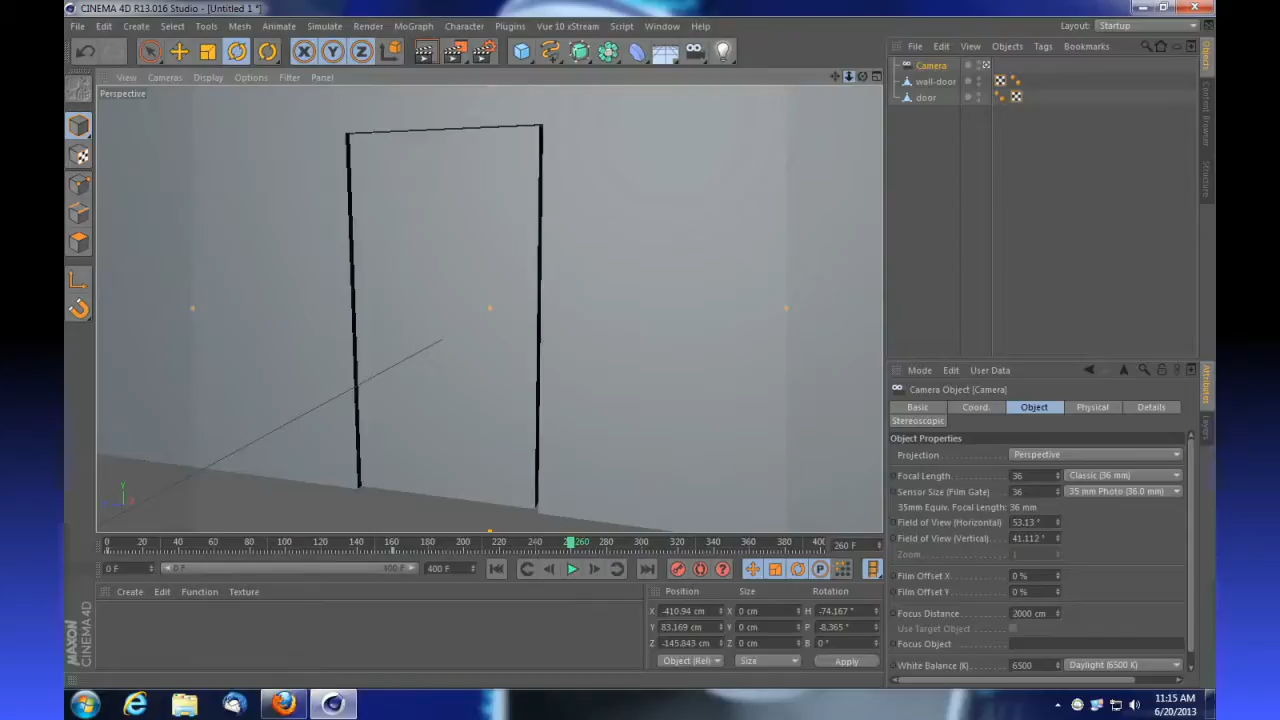 CINEMA 4D R13.016 Studio - [Untitled 1 *]
File Edit Create Select Tools Mesh Animate Simulate Render MoGraph Character Plugins Vue 10 xStream Script Window Help Layout: Startup
X Y Z
File Edit View Objects Tags Bookmarks
View Cameras Display Options Filter Panel
Perspective
Camera
wall-door
door
Objects
Content Browser
Structure
Mode Edit User Data
Camera Object [Camera]
Basic Coord. Object Physical Details
Stereoscopic
Object Properties
Projection Perspective
Focal Length 36 Classic (36 mm)
Sensor Size (Film Gate) 36 35 mm Photo (36.0 mm)
35mm Equiv. Focal Length: 36 mm
Field of View (Horizontal) 53.13 °
Field of View (Vertical) 41.112 °
Zoom 1
Film Offset X 0 %
Film Offset Y 0 %
Focus Distance 2000 cm
Use Target Object
Focus Object
White Balance (K) 6500 Daylight (6500 K)
Attributes
Layers
Y
0 20 40 60 80 100 120 140 160 180 200 220 240 260 280 300 320 340 360 380 400 260 F
0 F 0 F 400 F 400 F
P
Create Edit Function Texture
Position Size Rotation
X -410.94 cm X 0 cm H -74.167 °
Y 83.169 cm Y 0 cm P -8.365 °
Z -145.843 cm Z 0 cm B 0 °
Object (Rel) Size Apply
MAXON
CINEMA 4D
11:15 AM
6/20/2013